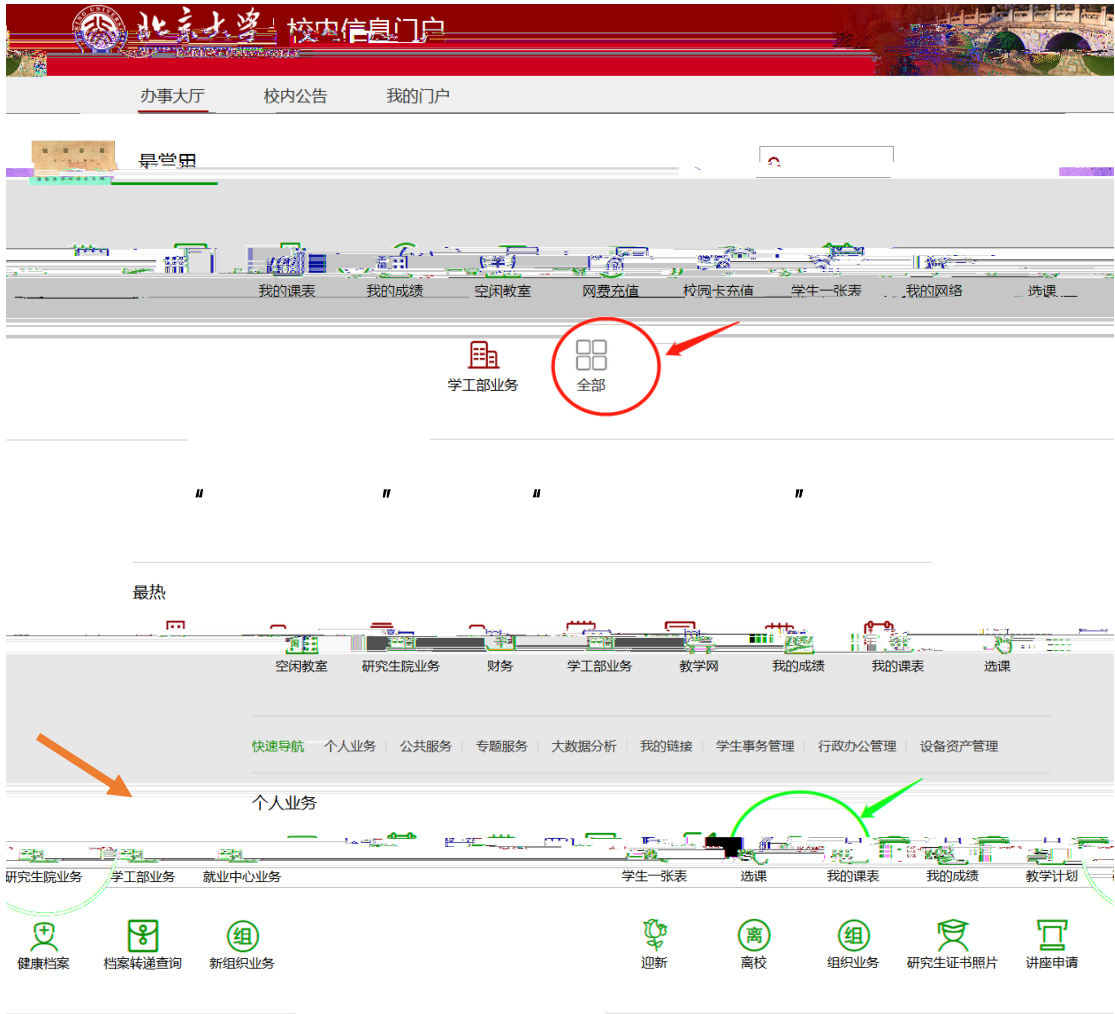 北京大学 校内信息门户
办事大厅 校内公告 我的门户
最常用
我的课表 我的成绩 空闲教室 网费充值 校园卡充值 学生一张表 我的网络 选课
学工部业务 全部
“ ” “ ”
最热
空闲教室 研究生院业务 财务 学工部业务 教学网 我的成绩 我的课表 选课
快速导航 个人业务 公共服务 专题服务 大数据分析 我的链接 学生事务管理 行政办公管理 设备资产管理
个人业务
研究生院业务 学工部业务 就业中心业务 学生一张表 选课 我的课表 我的成绩 教学计划
组 离 组
健康档案 档案转递查询 新组织业务 迎新 离校 组织业务 研究生证书照片 讲座申请